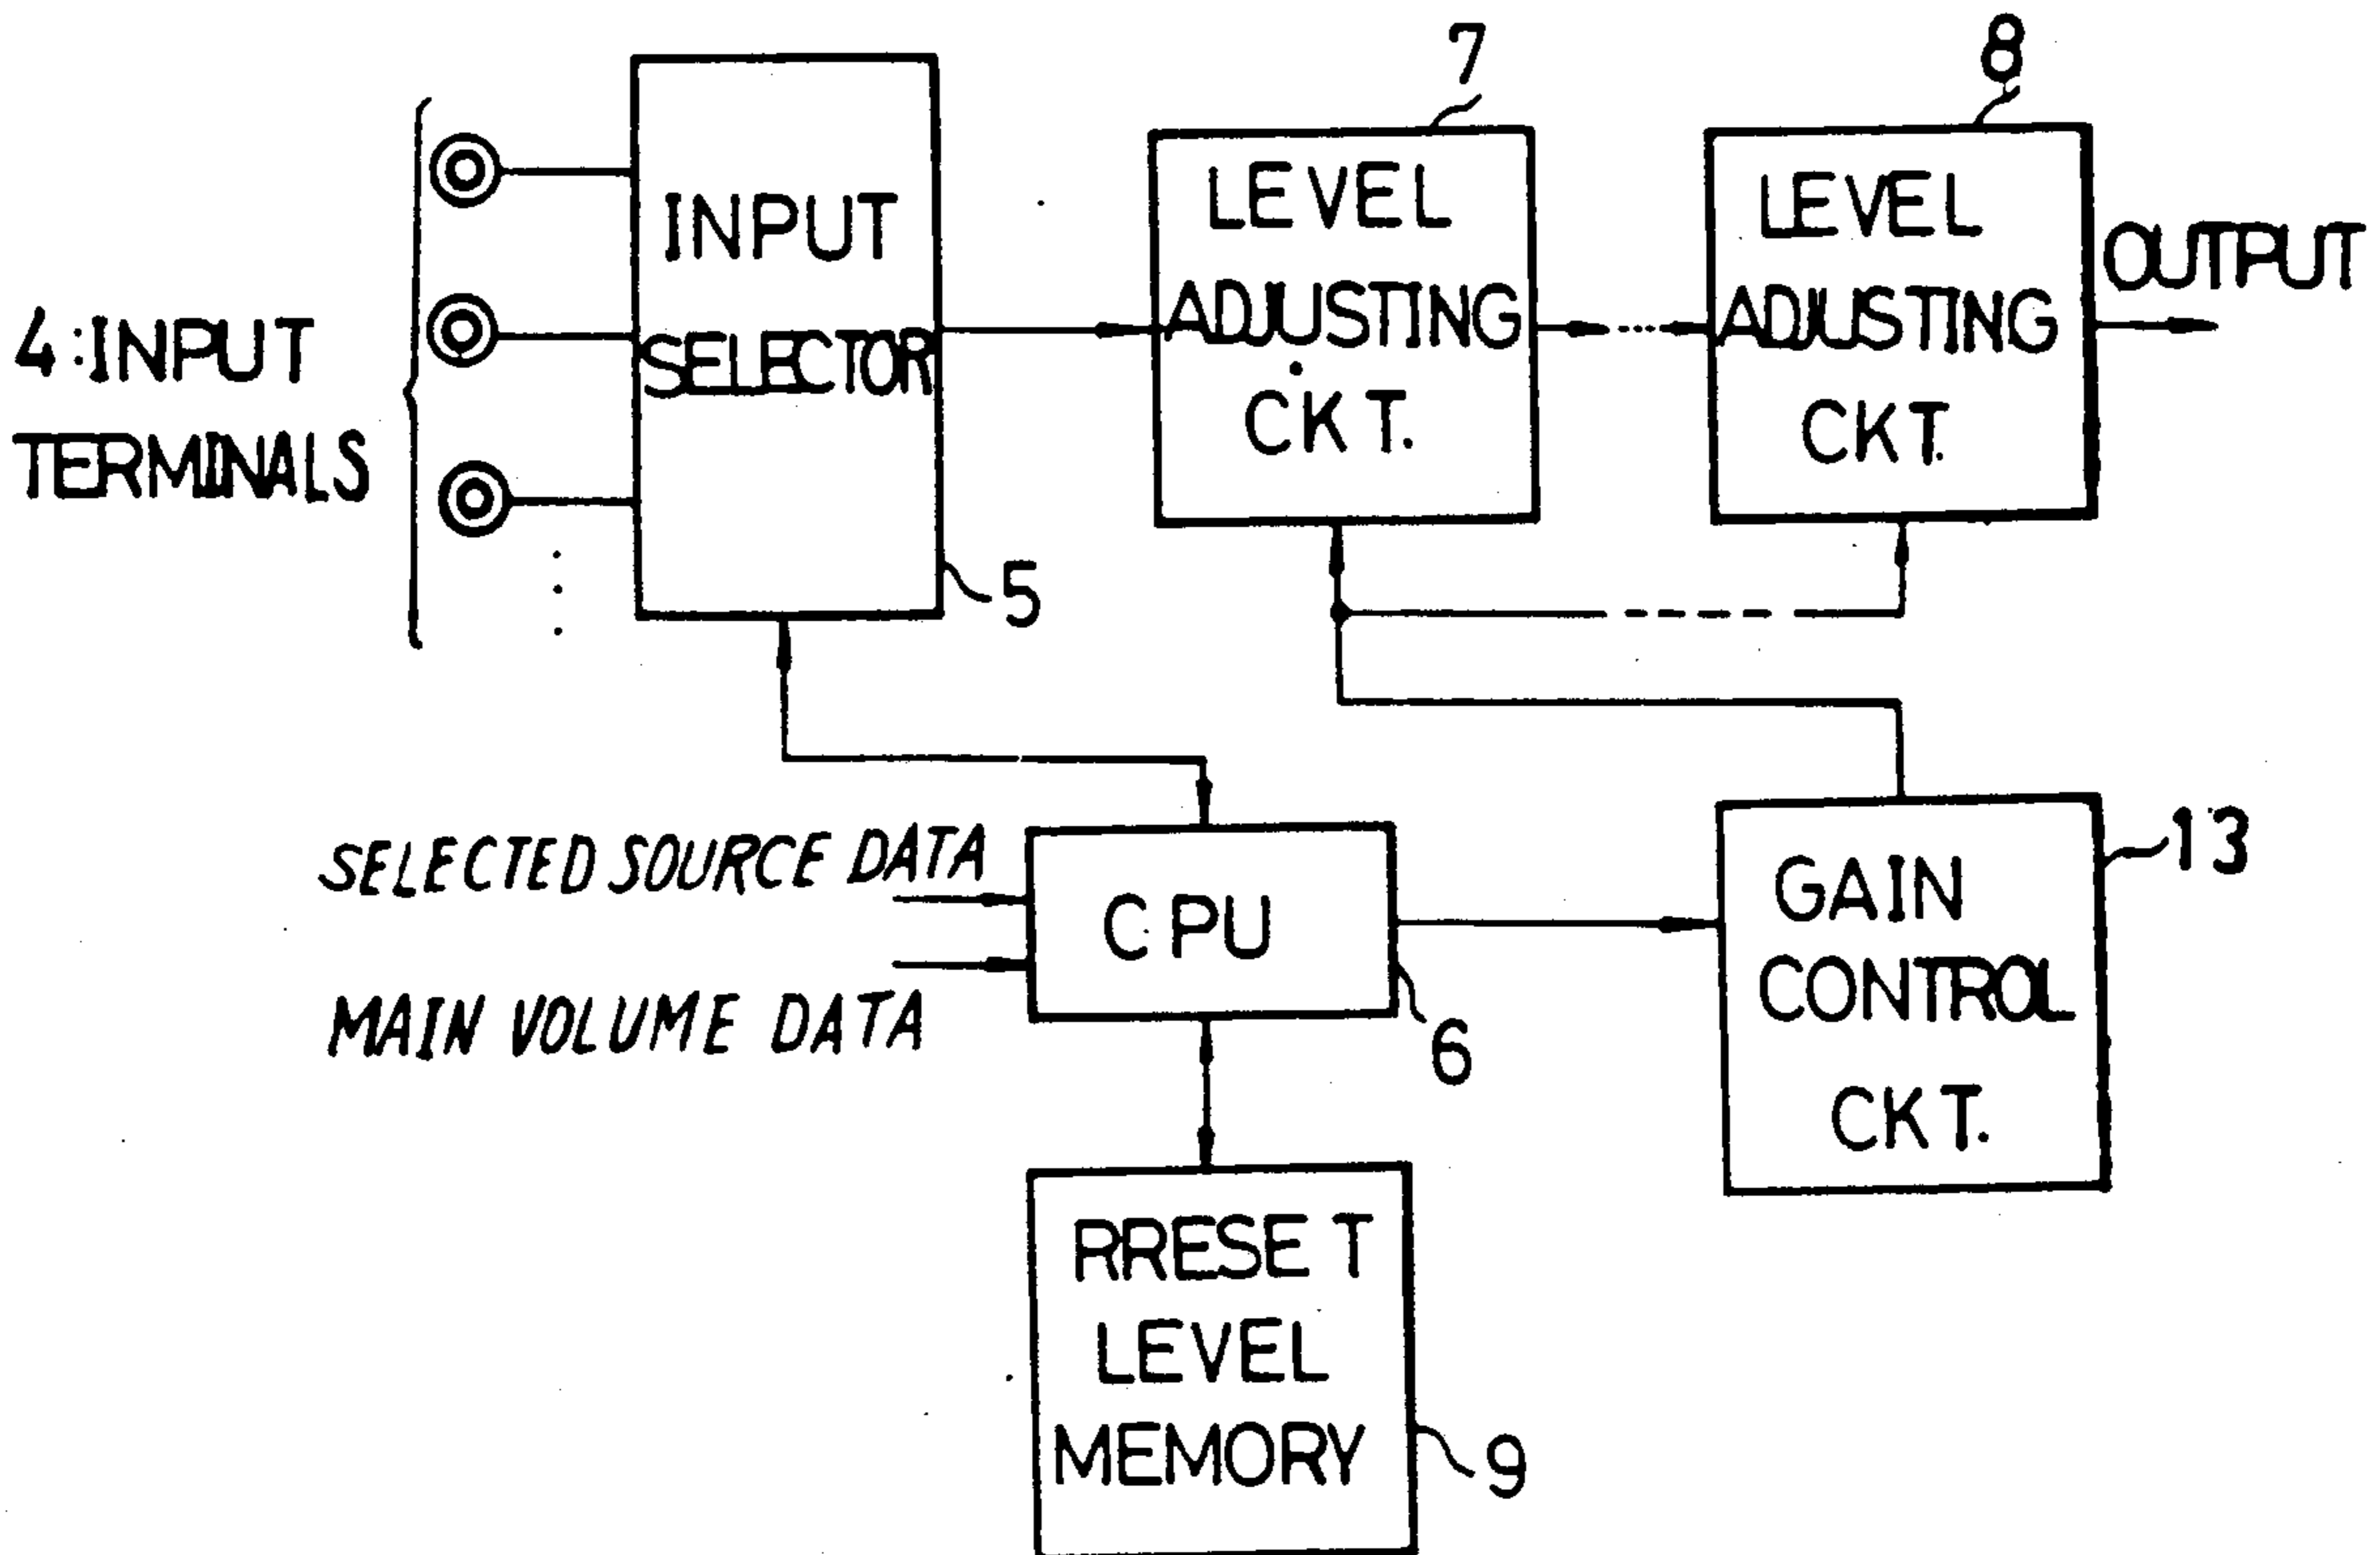 4:INPUT
TERMINALS
INPUT
SELECTOR
5
7
LEVEL
ADJUSTING
CKT.
8
LEVEL
ADJUSTING
CKT.
OUTPUT
SELECTED SOURCE DATA
MAIN VOLUME DATA
CPU
6
13
GAIN
CONTROL
CKT.
RRESET
LEVEL
MEMORY
9